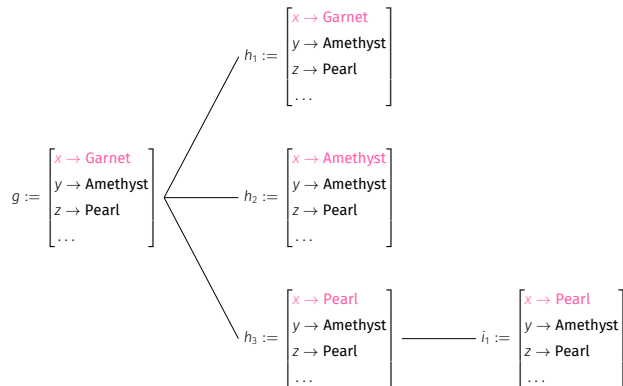 h₁ :=
x → Garnet
y → Amethyst
z → Pearl
...
g :=
x → Garnet
y → Amethyst
z → Pearl
...
h₂ :=
x → Amethyst
y → Amethyst
z → Pearl
...
h₃ :=
x → Pearl
y → Amethyst
z → Pearl
...
i₁ :=
x → Pearl
y → Amethyst
z → Pearl
...